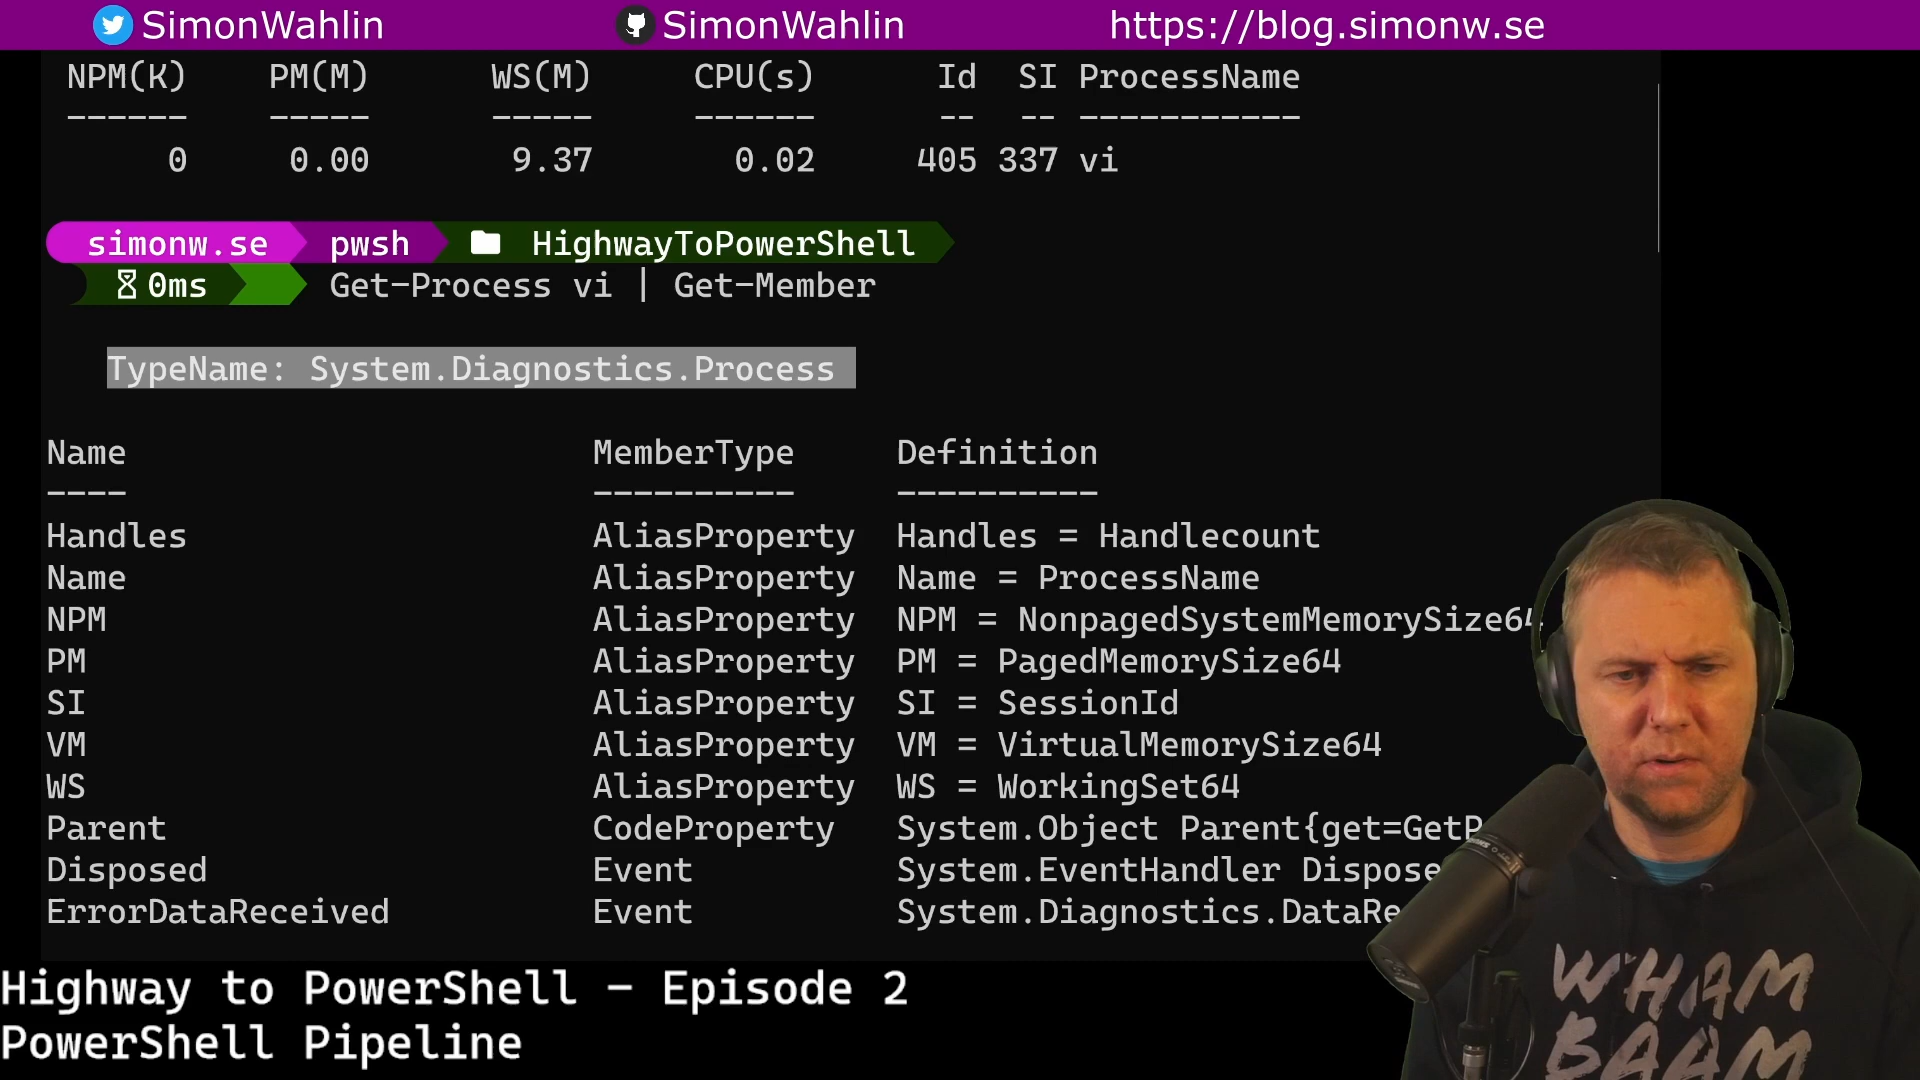 SimonWahlin SimonWahlin https://blog.simonw.se
NPM(K) PM(M) WS(M) CPU(s) Id SI ProcessName
------ ----- ----- ------ -- -- -----------
0 0.00 9.37 0.02 405 337 vi
simonw.se pwsh HighwayToPowerShell
0ms Get-Process vi | Get-Member
TypeName: System.Diagnostics.Process
Name MemberType Definition
---- ---------- ----------
Handles AliasProperty Handles = Handlecount
Name AliasProperty Name = ProcessName
NPM AliasProperty NPM = NonpagedSystemMemorySize64
PM AliasProperty PM = PagedMemorySize64
SI AliasProperty SI = SessionId
VM AliasProperty VM = VirtualMemorySize64
WS AliasProperty WS = WorkingSet64
Parent CodeProperty System.Object Parent{get=GetP
Disposed Event System.EventHandler Dispose
ErrorDataReceived Event System.Diagnostics.DataRe
WHAM
BAAM
Highway to PowerShell - Episode 2
PowerShell Pipeline